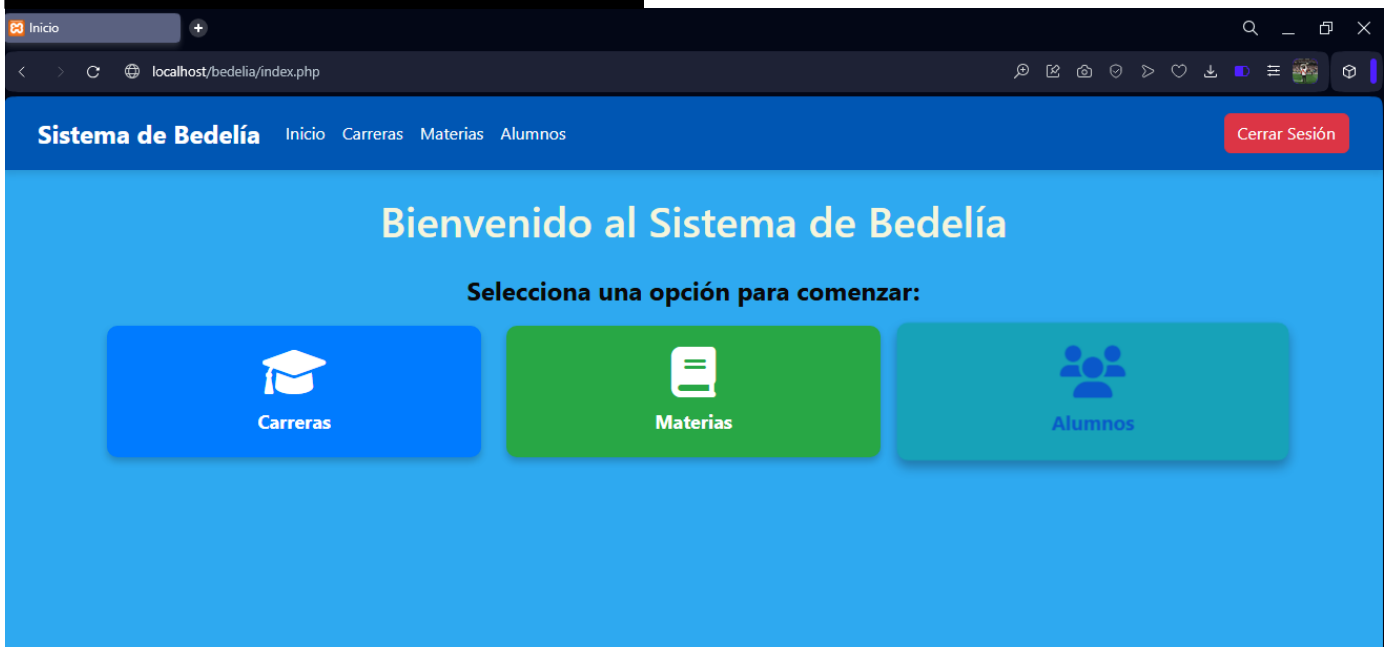 Inicio
localhost/bedelia/index.php
Sistema de Bedelía Inicio Carreras Materias Alumnos Cerrar Sesión
Bienvenido al Sistema de Bedelía
Selecciona una opción para comenzar:
Carreras Materias Alumnos